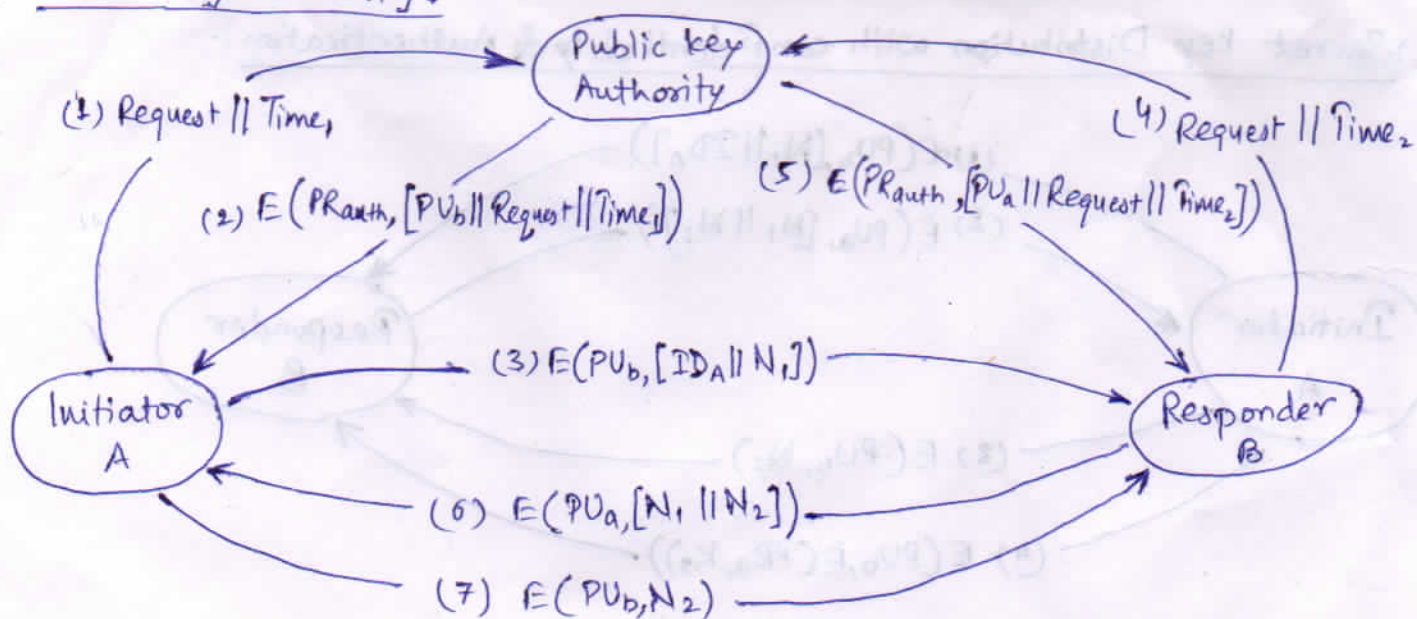 Public key
Authority
(1) Request || Time₁
(4) Request || Time₂
(2) E(PRauth, [PUb || Request || Time₁])
(5) E(PRauth, [PUa || Request || Time₂])
(3) E(PUb, [IDA || N₁])
Initiator
A
Responder
B
(6) E(PUa, [N₁ || N₂])
(7) E(PUb, N₂)